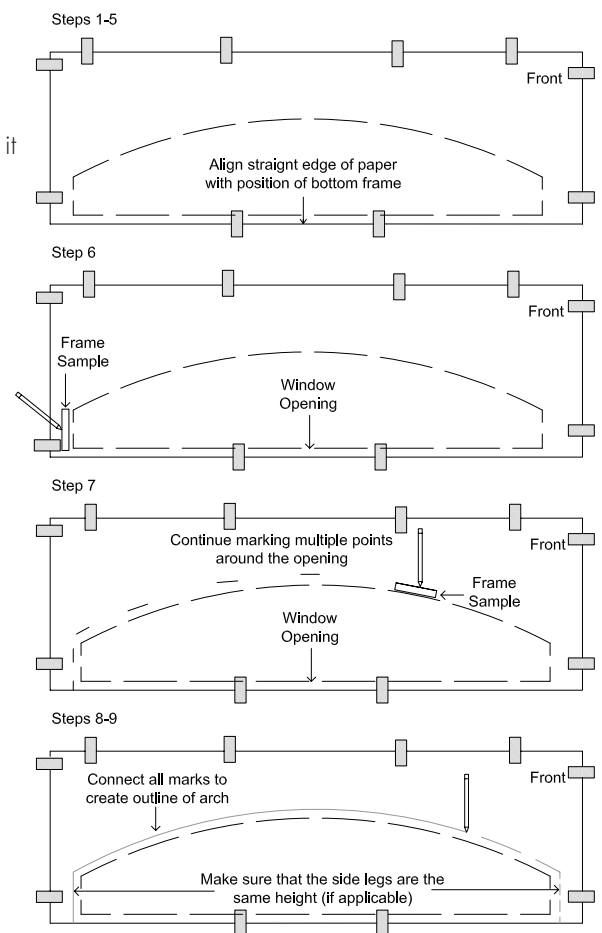 Steps 1-5
Front
it
Align straignt edge of paper
with position of bottom frame
Step 6
Front
Frame
Sample
Window
Opening
Step 7
Continue marking multiple points
around the opening
Front
Frame
Sample
Window
Opening
Steps 8-9
Connect all marks to
create outline of arch
Front
Make sure that the side legs are the
same height (if applicable)